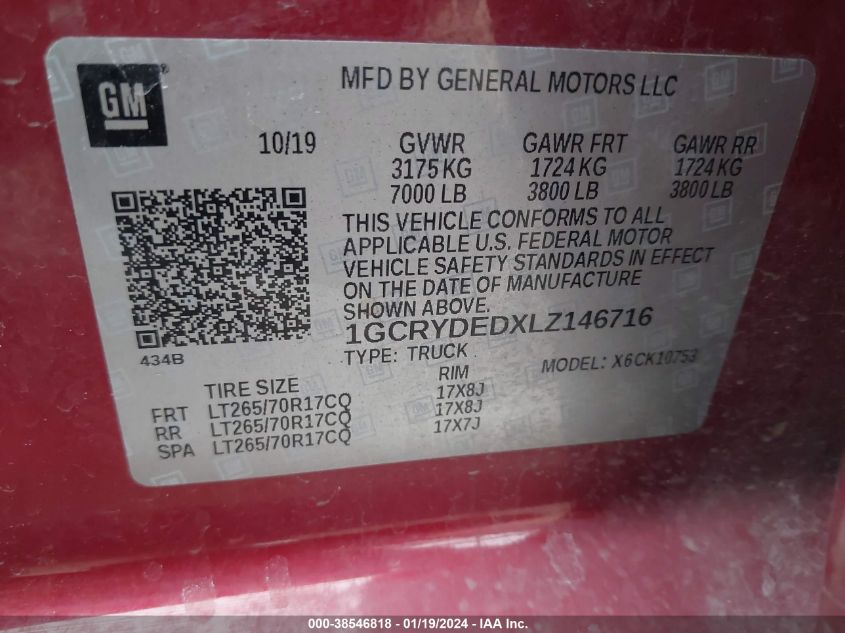 GM
MFD BY GENERAL MOTORS LLC
10/19 GVWR GAWR FRT GAWR RR
3175 KG 1724 KG 1724 KG
7000 LB 3800 LB 3800 LB
THIS VEHICLE CONFORMS TO ALL
APPLICABLE U.S. FEDERAL MOTOR
VEHICLE SAFETY STANDARDS IN EFFECT
ON THE DATE OF MANUFACTURE
SHOWN ABOVE.
1GCRYDEDXLZ146716
434B
TYPE: TRUCK MODEL: X6CK10753
TIRE SIZE RIM
FRT LT265/70R17CQ 17X8J
RR LT265/70R17CQ 17X8J
SPA LT265/70R17CQ 17X7J
000-38546818 - 01/19/2024 - IAA Inc.